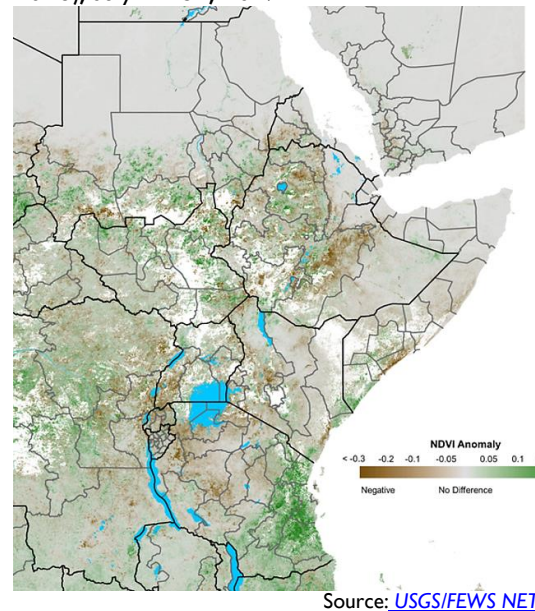 NDVI Anomaly
< -0.3 -0.2 -0.1 -0.05 0.05 0.1
Negative No Difference
Source: USGS/FEWS NET